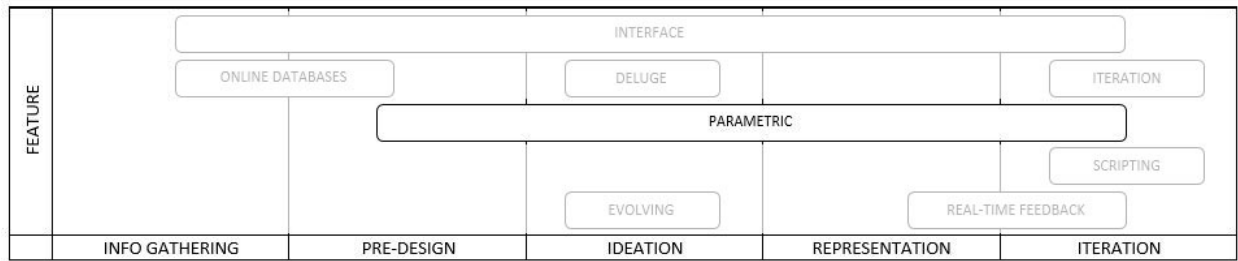 FEATURE
INTERFACE
ONLINE DATABASES
DELUGE
ITERATION
PARAMETRIC
SCRIPTING
EVOLVING
REAL-TIME FEEDBACK
INFO GATHERING
PRE-DESIGN
IDEATION
REPRESENTATION
ITERATION